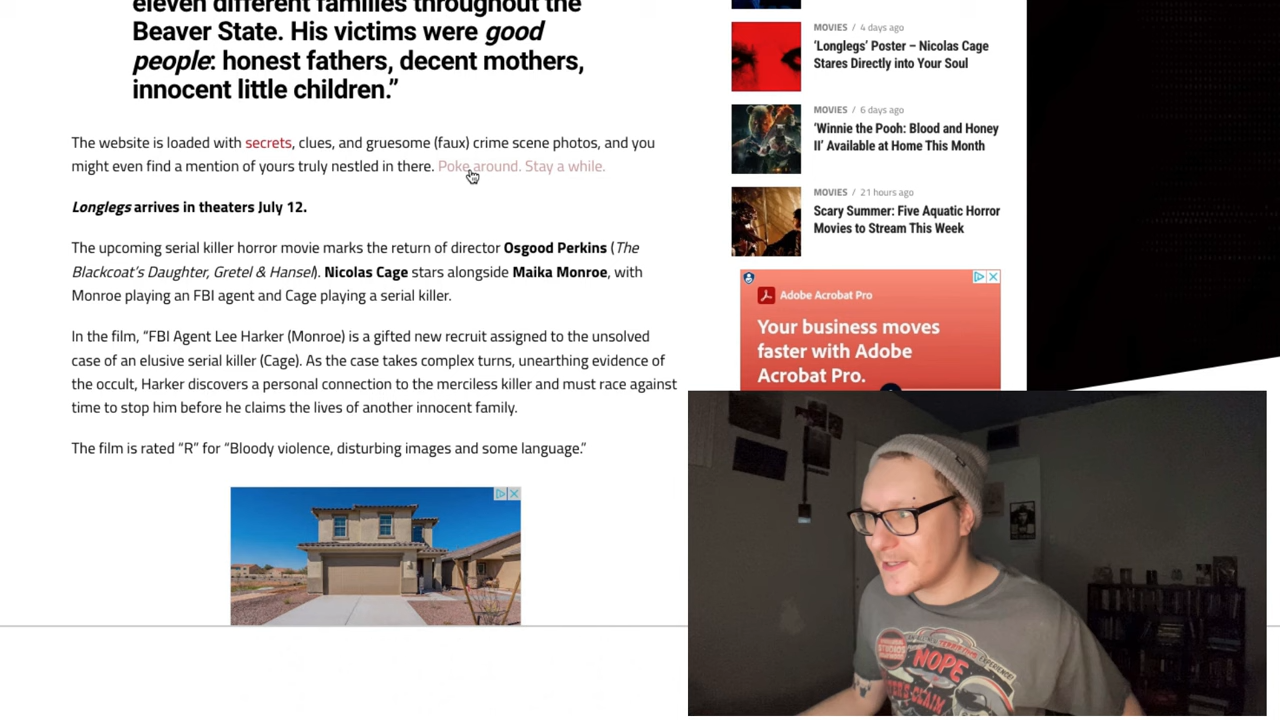 eleven different families throughout the
Beaver State. His victims were good
people: honest fathers, decent mothers,
innocent little children.”
The website is loaded with secrets, clues, and gruesome (faux) crime scene photos, and you
might even find a mention of yours truly nestled in there. Poke around. Stay a while.
Longlegs arrives in theaters July 12.
The upcoming serial killer horror movie marks the return of director Osgood Perkins (The
Blackcoat’s Daughter, Gretel & Hansel). Nicolas Cage stars alongside Maika Monroe, with
Monroe playing an FBI agent and Cage playing a serial killer.
In the film, “FBI Agent Lee Harker (Monroe) is a gifted new recruit assigned to the unsolved
case of an elusive serial killer (Cage). As the case takes complex turns, unearthing evidence of
the occult, Harker discovers a personal connection to the merciless killer and must race against
time to stop him before he claims the lives of another innocent family.
The film is rated “R” for “Bloody violence, disturbing images and some language.”
MOVIES / 4 days ago
‘Longlegs’ Poster – Nicolas Cage
Stares Directly into Your Soul
MOVIES / 6 days ago
‘Winnie the Pooh: Blood and Honey
II’ Available at Home This Month
MOVIES / 21 hours ago
Scary Summer: Five Aquatic Horror
Movies to Stream This Week
Adobe Acrobat Pro
Your business moves
faster with Adobe
Acrobat Pro.
NOPE
CLAIM